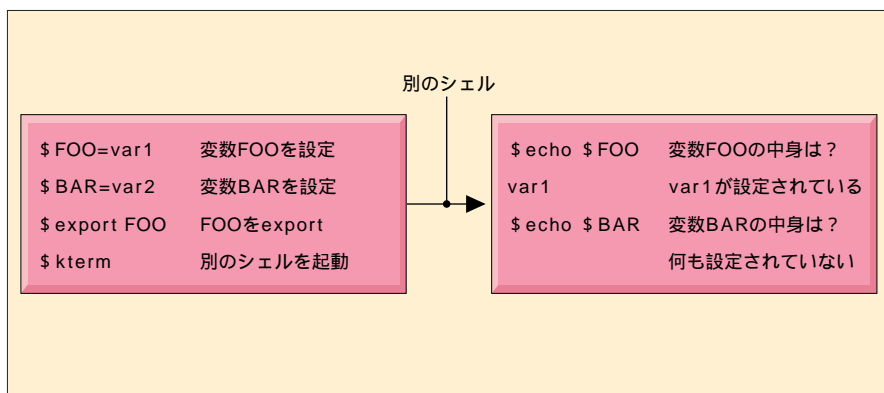 別のシェル
$FOO=var1 変数FOOを設定
$BAR=var2 変数BARを設定
$export FOO FOOをexport
$kterm 別のシェルを起動
$echo $FOO 変数FOOの中身は？
var1 var1が設定されている
$echo $BAR 変数BARの中身は？
何も設定されていない